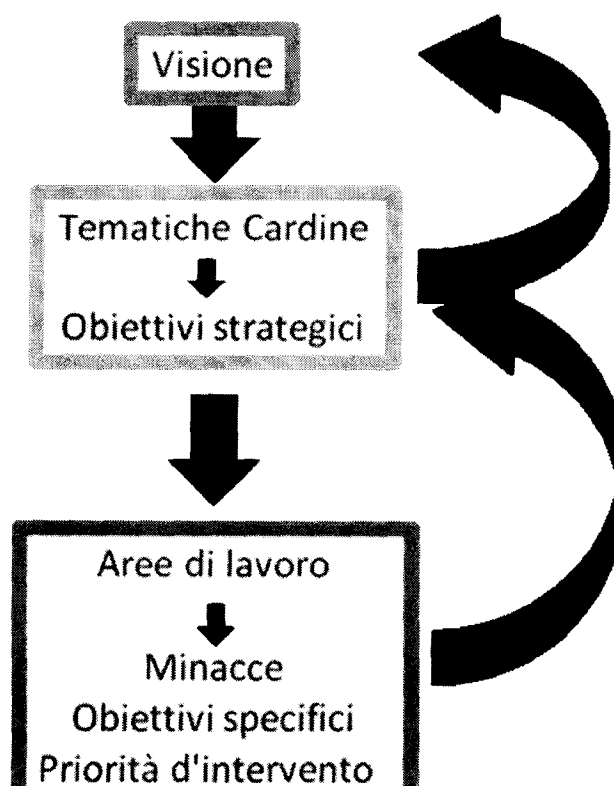 Visione
Tematiche Cardine
Obiettivi strategici
Aree di lavoro
Minacce
Obiettivi specifici
Priorità d'intervento